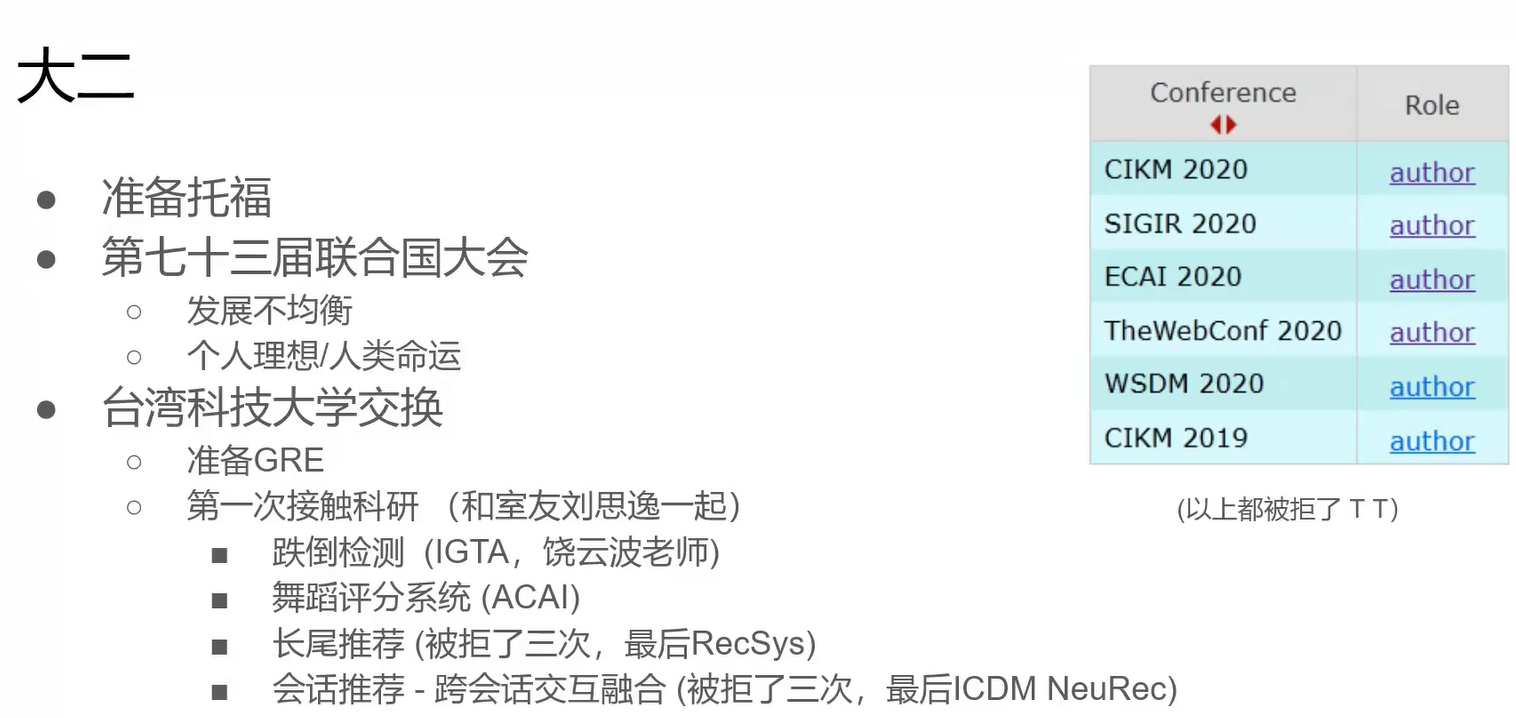 大二
准备托福
第七十三届联合国大会
发展不均衡
个人理想/人类命运
台湾科技大学交换
准备GRE
第一次接触科研 （和室友刘思逸一起）
跌倒检测 (IGTA，饶云波老师)
舞蹈评分系统 (ACAI)
长尾推荐 (被拒了三次，最后RecSys)
会话推荐 - 跨会话交互融合 (被拒了三次，最后ICDM NeuRec)
Conference Role
CIKM 2020 author
SIGIR 2020 author
ECAI 2020 author
TheWebConf 2020 author
WSDM 2020 author
CIKM 2019 author
(以上都被拒了 T T)